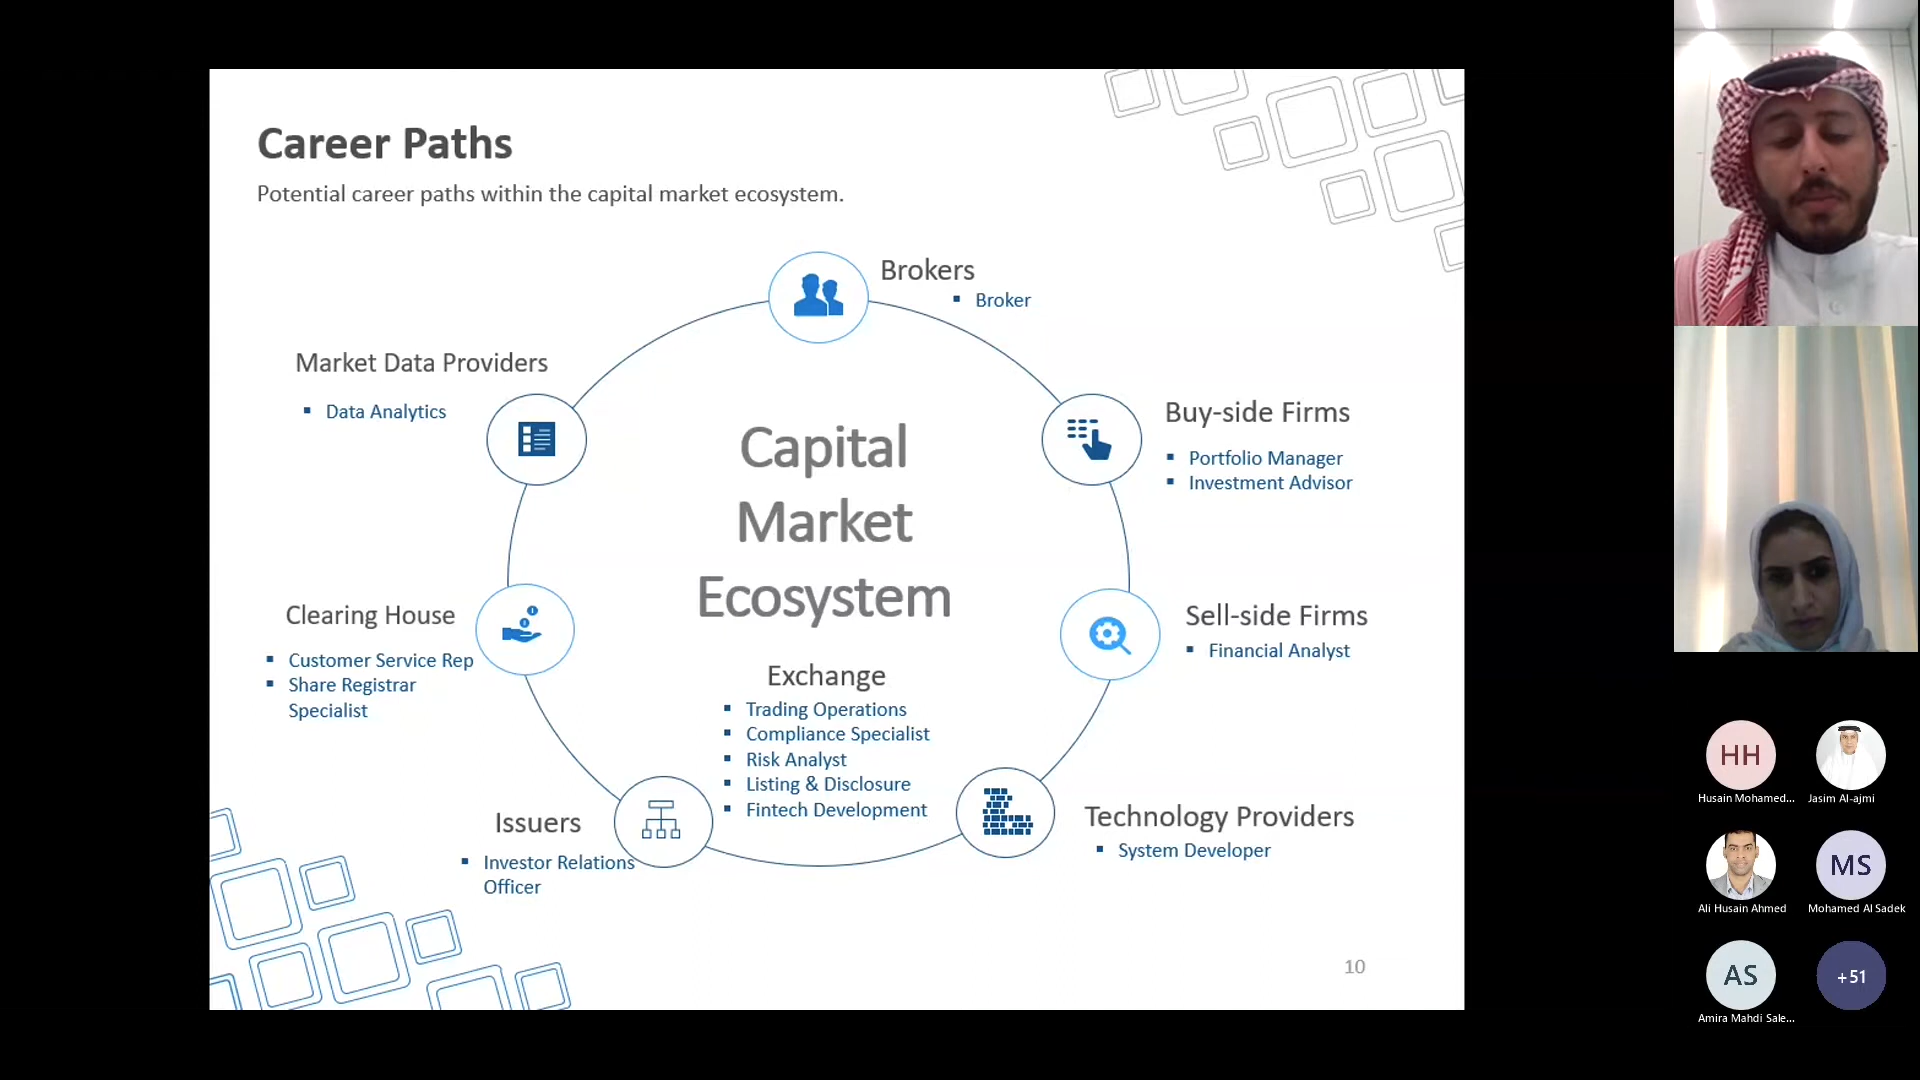 Career Paths
Potential career paths within the capital market ecosystem.
Brokers
▪ Broker
Market Data Providers
▪ Data Analytics
Buy-side Firms
▪ Portfolio Manager
▪ Investment Advisor
Capital
Market
Ecosystem
Clearing House
▪ Customer Service Rep
▪ Share Registrar
Specialist
Sell-side Firms
▪ Financial Analyst
Exchange
▪ Trading Operations
▪ Compliance Specialist
▪ Risk Analyst
▪ Listing & Disclosure
▪ Fintech Development
Issuers
▪ Investor Relations
Officer
Technology Providers
▪ System Developer
10
HH
Husain Mohamed...
Jasim Al-ajmi
Ali Husain Ahmed
MS
Mohamed Al Sadek
AS
Amira Mahdi Sale...
+51